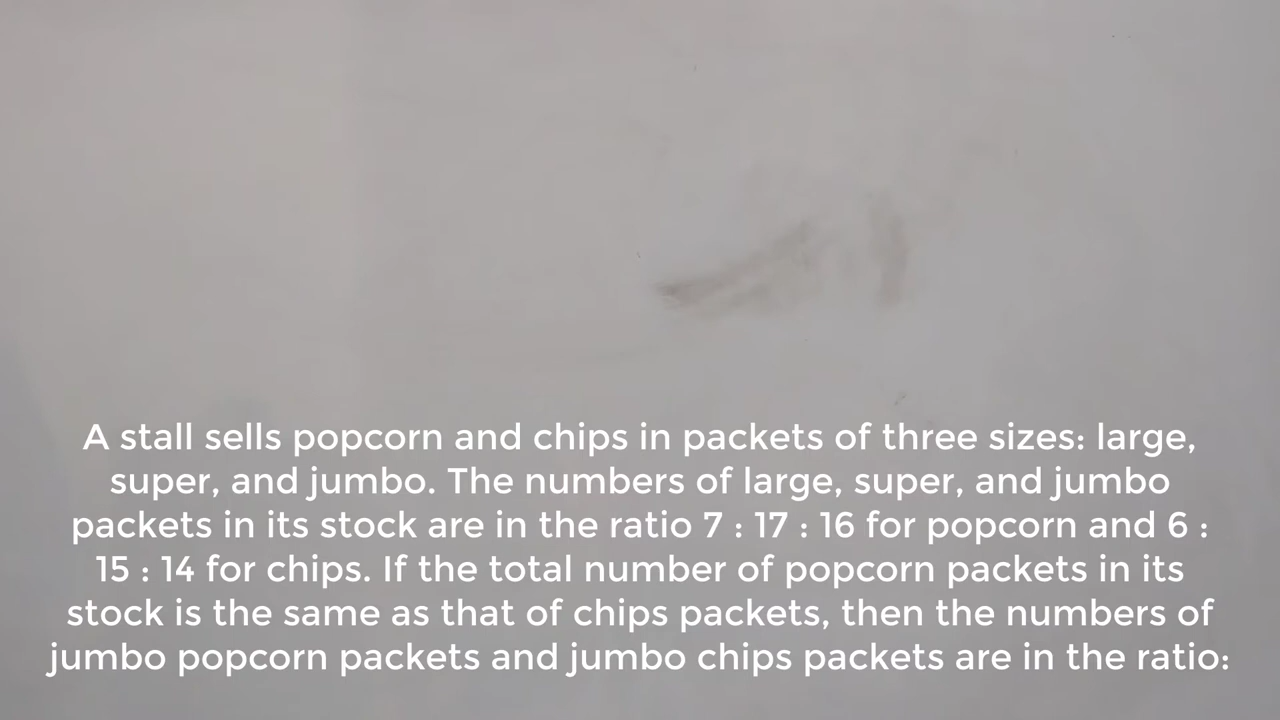 A stall sells popcorn and chips in packets of three sizes: large,
super, and jumbo. The numbers of large, super, and jumbo
packets in its stock are in the ratio 7 : 17 : 16 for popcorn and 6 :
15 : 14 for chips. If the total number of popcorn packets in its
stock is the same as that of chips packets, then the numbers of
jumbo popcorn packets and jumbo chips packets are in the ratio: